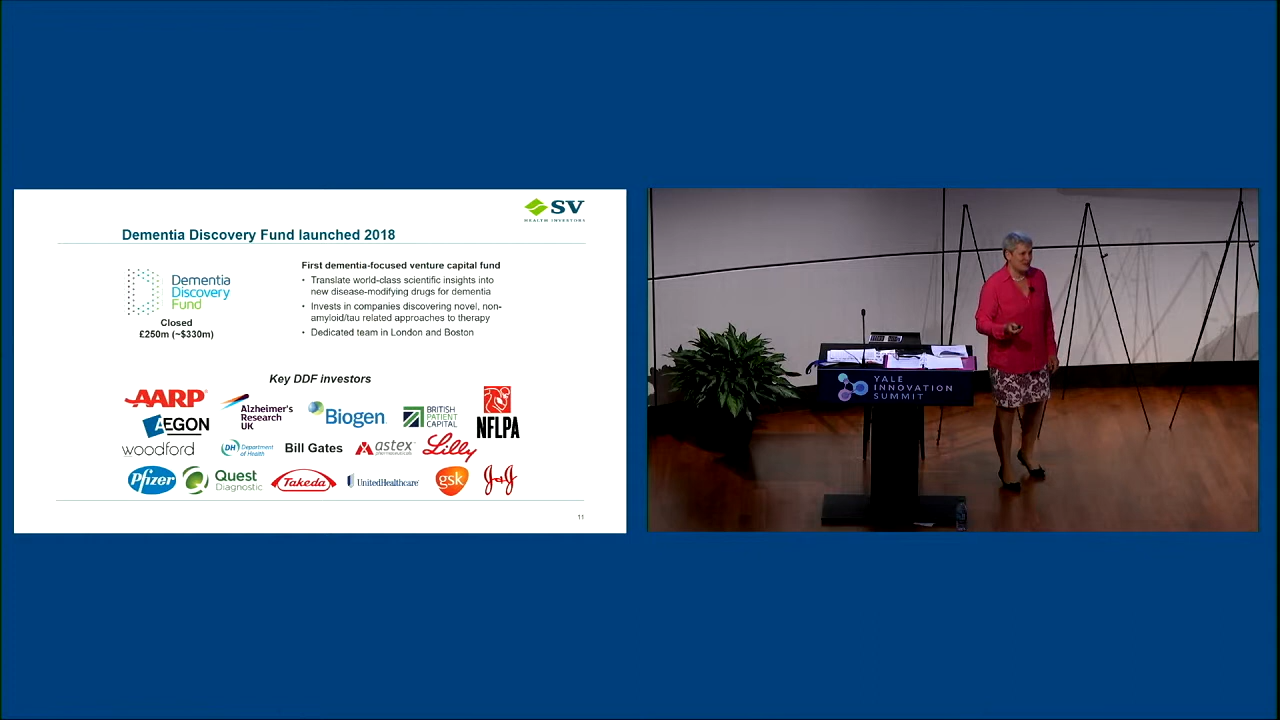 SV
HEALTH INVESTORS
Dementia Discovery Fund launched 2018
Dementia
Discovery
Fund
Closed
£250m (~$330m)
First dementia-focused venture capital fund
• Translate world-class scientific insights into
new disease-modifying drugs for dementia
• Invests in companies discovering novel, non-
amyloid/tau related approaches to therapy
• Dedicated team in London and Boston
Key DDF investors
AARP
AEGON
Alzheimer's
Research
UK
Biogen
BRITISH
PATIENT
CAPITAL
NFLPA
woodford
DH Department
of Health
Bill Gates
astex
pharmaceuticals
Lilly
Pfizer
Quest
Diagnostic
Takeda
UnitedHealthcare
gsk
J&J
11
YALE
INNOVATION
SUMMIT